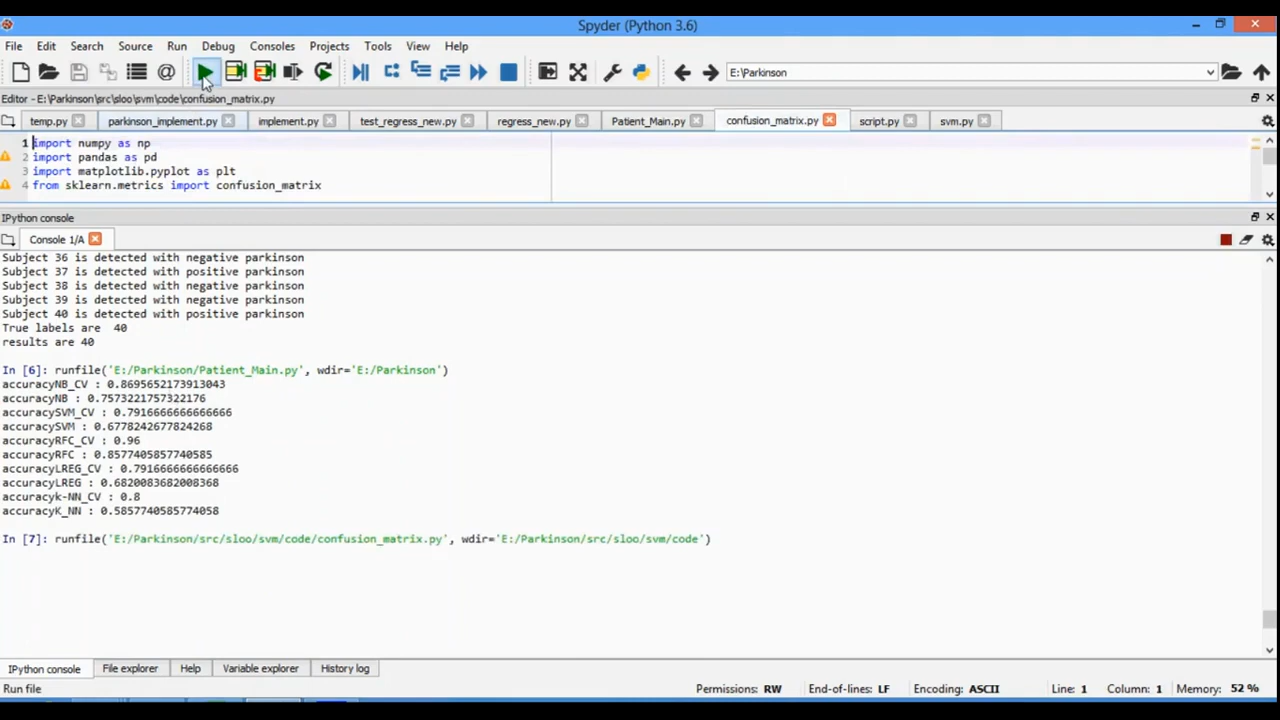 Spyder (Python 3.6)
File Edit Search Source Run Debug Consoles Projects Tools View Help
E:\Parkinson
Editor - E:\Parkinson\src\sloo\svm\code\confusion_matrix.py
temp.py parkinson_implement.py implement.py test_regress_new.py regress_new.py Patient_Main.py confusion_matrix.py script.py svm.py
1 import numpy as np
2 import pandas as pd
3 import matplotlib.pyplot as plt
4 from sklearn.metrics import confusion_matrix
IPython console
Console 1/A
Subject 36 is detected with negative parkinson
Subject 37 is detected with positive parkinson
Subject 38 is detected with negative parkinson
Subject 39 is detected with negative parkinson
Subject 40 is detected with positive parkinson
True labels are  40
results are 40
In [6]: runfile('E:/Parkinson/Patient_Main.py', wdir='E:/Parkinson')
accuracyNB_CV : 0.8695652173913043
accuracyNB : 0.7573221757322176
accuracySVM_CV : 0.7916666666666666
accuracySVM : 0.6778242677824268
accuracyRFC_CV : 0.96
accuracyRFC : 0.8577405857740585
accuracyLREG_CV : 0.7916666666666666
accuracyLREG : 0.6820083682008368
accuracyk-NN_CV : 0.8
accuracyK_NN : 0.5857740585774058
In [7]: runfile('E:/Parkinson/src/sloo/svm/code/confusion_matrix.py', wdir='E:/Parkinson/src/sloo/svm/code')
IPython console File explorer Help Variable explorer History log
Run file Permissions: RW End-of-lines: LF Encoding: ASCII Line: 1 Column: 1 Memory: 52 %